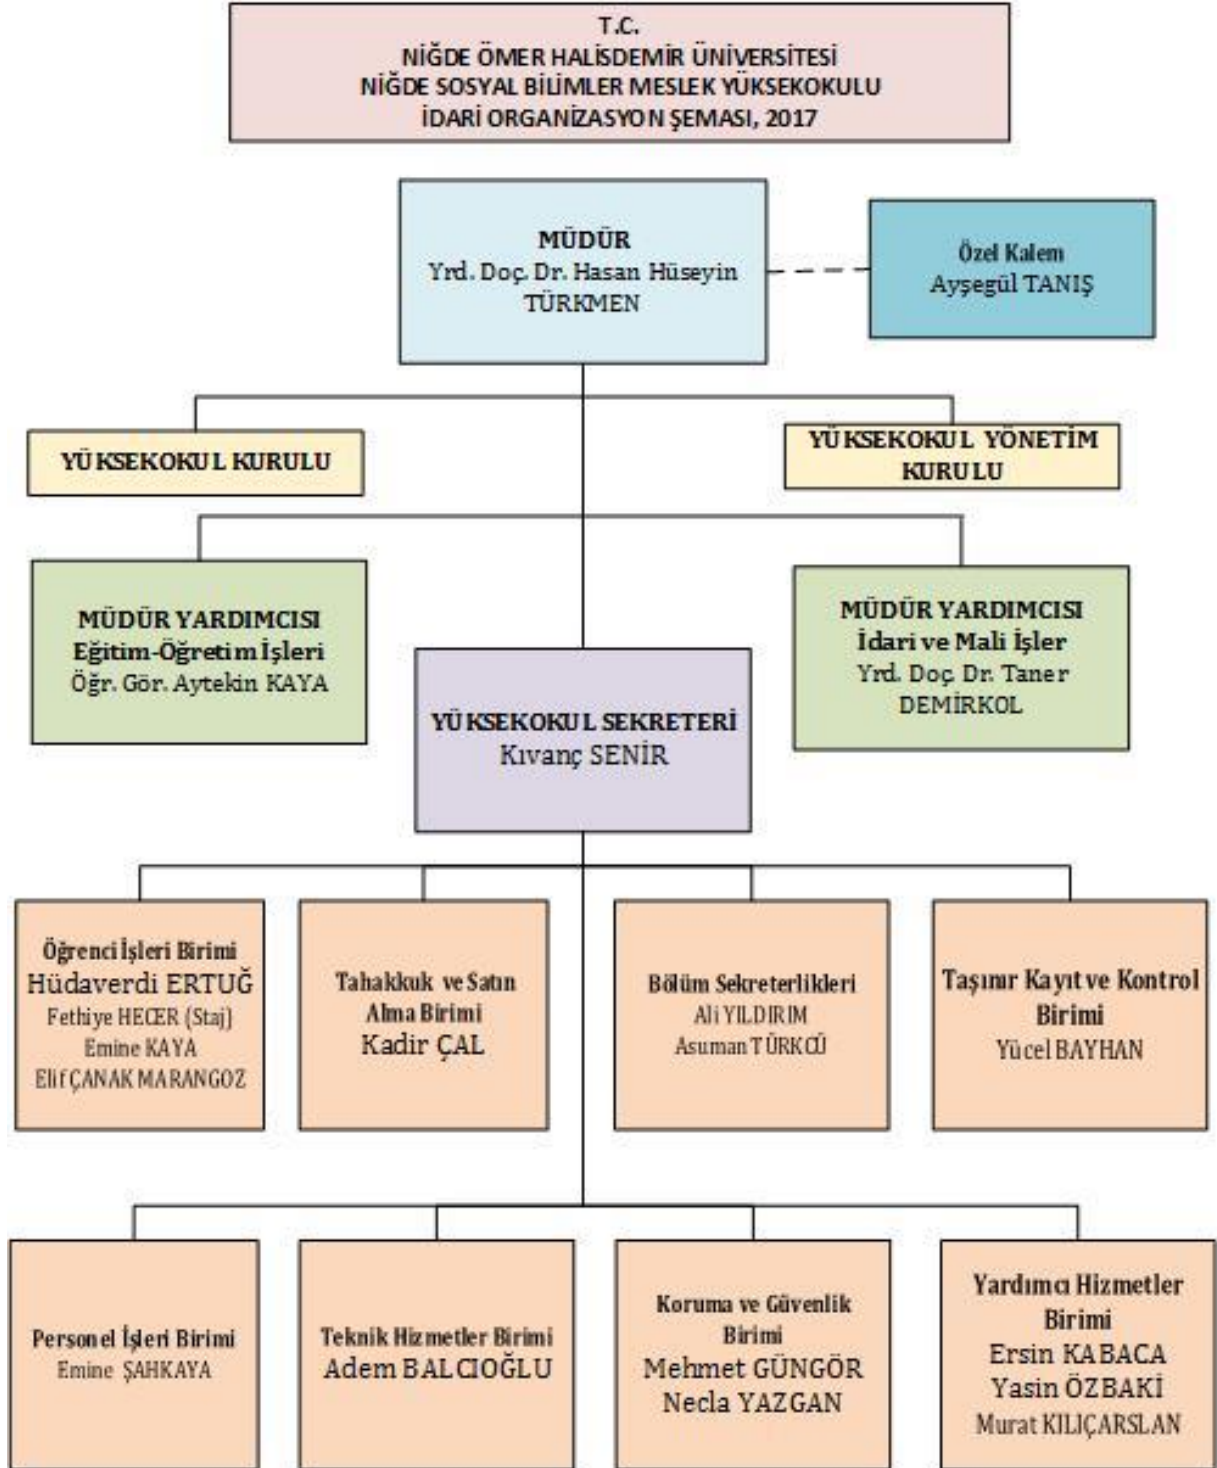 T.C.
NİĞDE ÖMER HALİSDEMİR ÜNİVERSİTESİ
NİĞDE SOSYAL BİLİMLER MESLEK YÜKSEKOKULU
İDARİ ORGANİZASYON ŞEMASI, 2017
MÜDÜR
Yrd. Doç. Dr. Hasan Hüseyin
TÜRKMEN
Özel Kalem
Ayşegül TANIŞ
YÜKSEKOKUL KURULU
YÜKSEKOKUL YÖNETİM
KURULU
MÜDÜR YARDIMCISI
Eğitim-Öğretim İşleri
Öğr. Gör. Aytekin KAYA
MÜDÜR YARDIMCISI
İdari ve Mali İşler
Yrd. Doç. Dr. Taner
DEMİRKOL
YÜKSEKOKUL SEKRETERİ
Kıvanç SENİR
Öğrenci İşleri Birimi
Hüdaverdi ERTUĞ
Fethiye HECER (Staj)
Emine KAYA
Elif ÇANAK MARANGOZ
Tahakkuk ve Satın
Alma Birimi
Kadir ÇAL
Bölüm Sekreterlikleri
Ali YILDIRIM
Asuman TÜRKCÜ
Taşınır Kayıt ve Kontrol
Birimi
Yücel BAYHAN
Personel İşleri Birimi
Emine ŞAHKAYA
Teknik Hizmetler Birimi
Adem BALCIOĞLU
Koruma ve Güvenlik
Birimi
Mehmet GÜNGÖR
Necla YAZGAN
Yardımcı Hizmetler
Birimi
Ersin KABACA
Yasin ÖZBAKİ
Murat KILIÇARSLAN